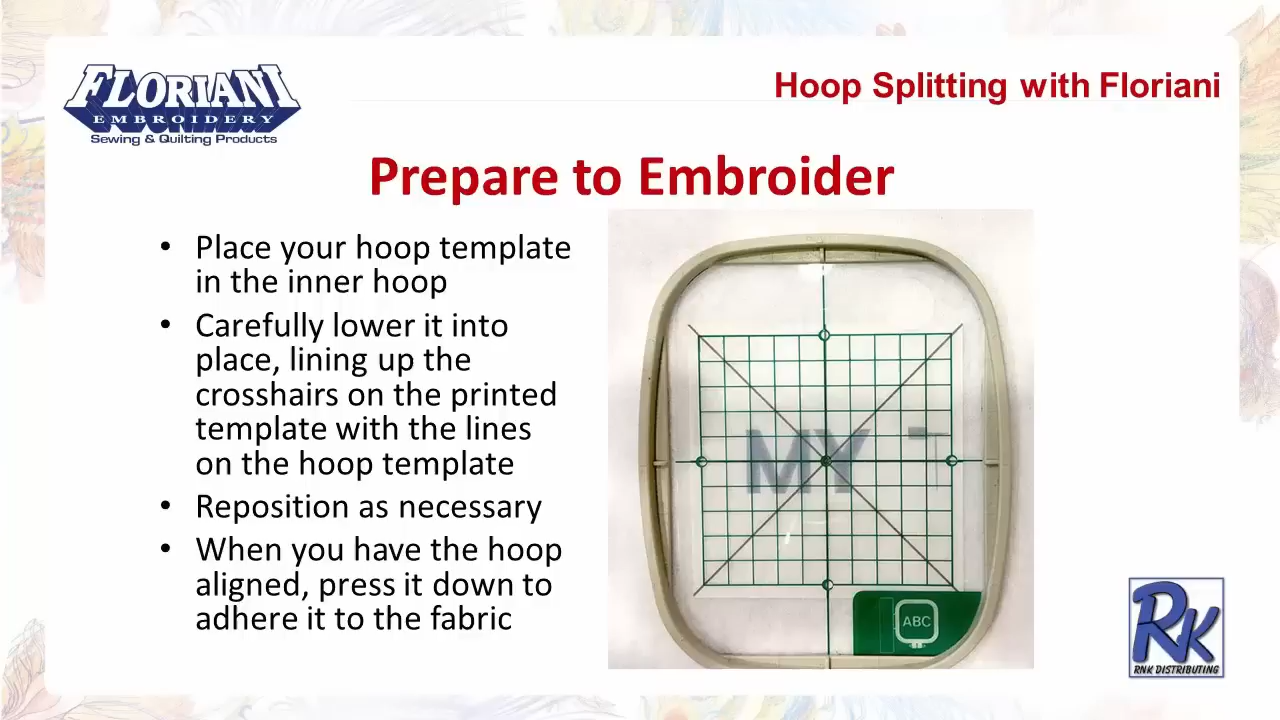 FLORIANI
EMBROIDERY
Sewing & Quilting Products
Hoop Splitting with Floriani
Prepare to Embroider
• Place your hoop template
in the inner hoop
• Carefully lower it into
place, lining up the
crosshairs on the printed
template with the lines
on the hoop template
• Reposition as necessary
• When you have the hoop
aligned, press it down to
adhere it to the fabric
MY T
ABC
RK
RNK DISTRIBUTING